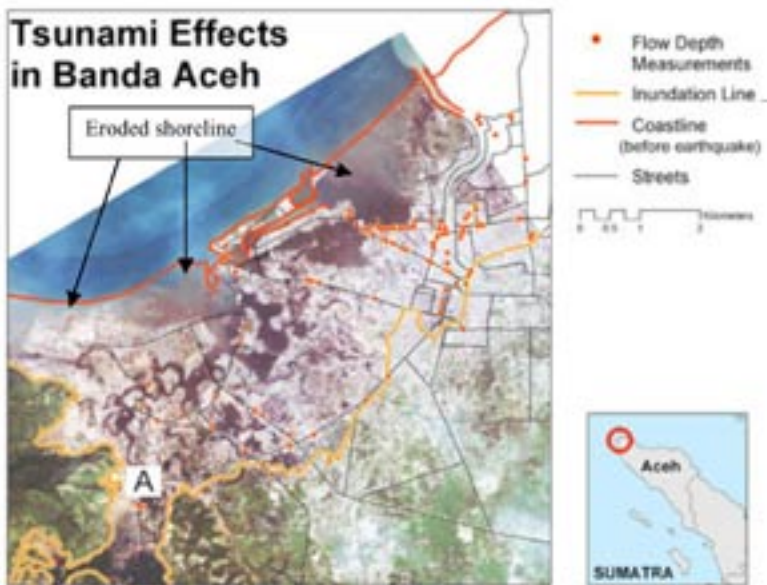 Tsunami Effects
in Banda Aceh
Eroded shoreline
A
Flow Depth
Measurements
Inundation Line
Coastline
(before earthquake)
Streets
Kilometers
0 0.5 1 2
Aceh
SUMATRA